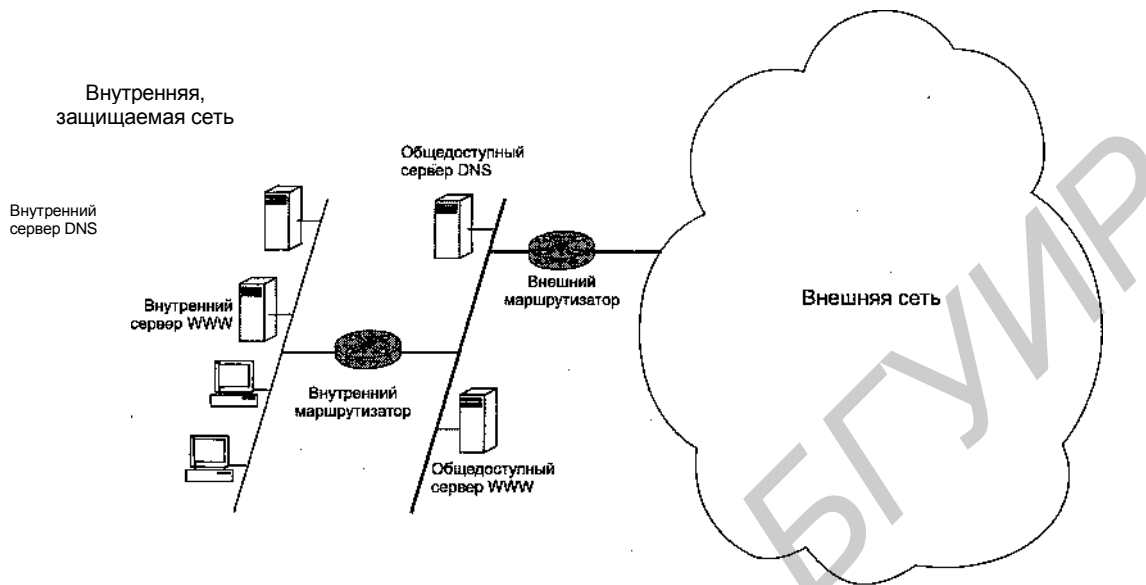 Внутренняя,
защищаемая сеть
Общедоступный
сервер DNS
Внутренний
сервер DNS
Внешний
маршрутизатор
Внешняя сеть
Внутренний
сервер WWW
Внутренний
маршрутизатор
Общедоступный
сервер WWW
БГУИР